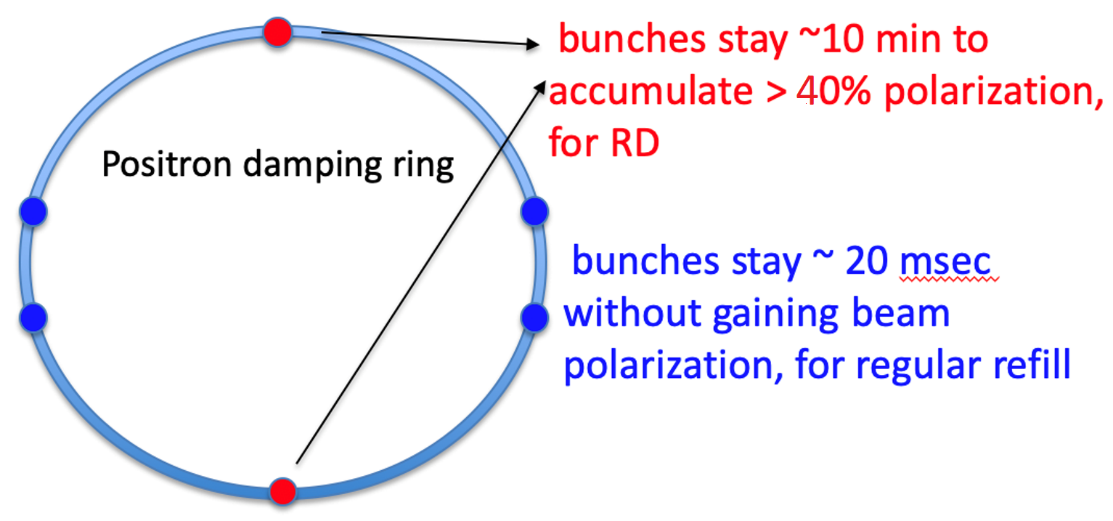 bunches stay ~10 min to
accumulate > 40% polarization,
for RD
Positron damping ring
bunches stay ~ 20 msec
without gaining beam
polarization, for regular refill